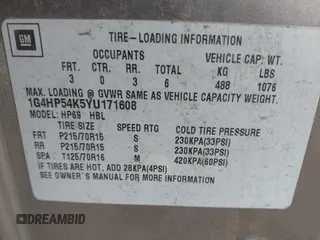 GM
TIRE-LOADING INFORMATION
OCCUPANTS VEHICLE CAP. WT.
FRT. CTR. RR. TOTAL KG LBS
3 0 3 6 488 1076
MAX. LOADING @ GVWR SAME AS VEHICLE CAPACITY WEIGHT.
1G4HP54K5YU171608
MODEL: HP69 HBL
TIRE SIZE SPEED RTG COLD TIRE PRESSURE
FRT P215/70R15 S 230KPA(33PSI)
RR P215/70R15 S 230KPA(33PSI)
SPA T125/70R16 M 420KPA(60PSI)
IF TIRES ARE HOT, ADD 28KPA(4PSI)
SEE OWNER'S MANUAL FOR MORE INFORMATION
DREAMBID